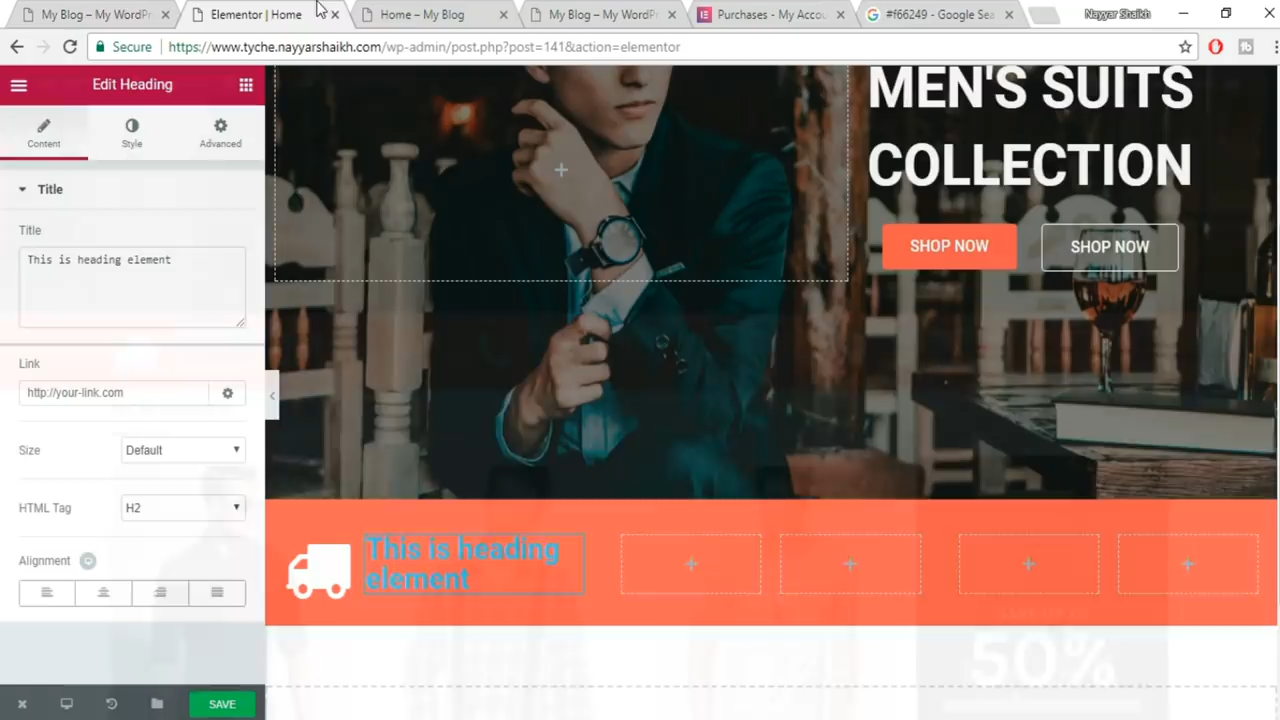 My Blog – My WordPr
Elementor | Home
Home – My Blog
My Blog – My WordPr
Purchases - My Accou
#f66249 - Google Sea
Nayyar Shaikh
Secure
https://www.tyche.nayyarshaikh.com/wp-admin/post.php?post=141&action=elementor
Edit Heading
Content
Style
Advanced
Title
Title
This is heading element
Link
http://your-link.com
Size
Default
HTML Tag
H2
Alignment
SAVE
MEN'S SUITS
COLLECTION
SHOP NOW
SHOP NOW
This is heading
element
50%